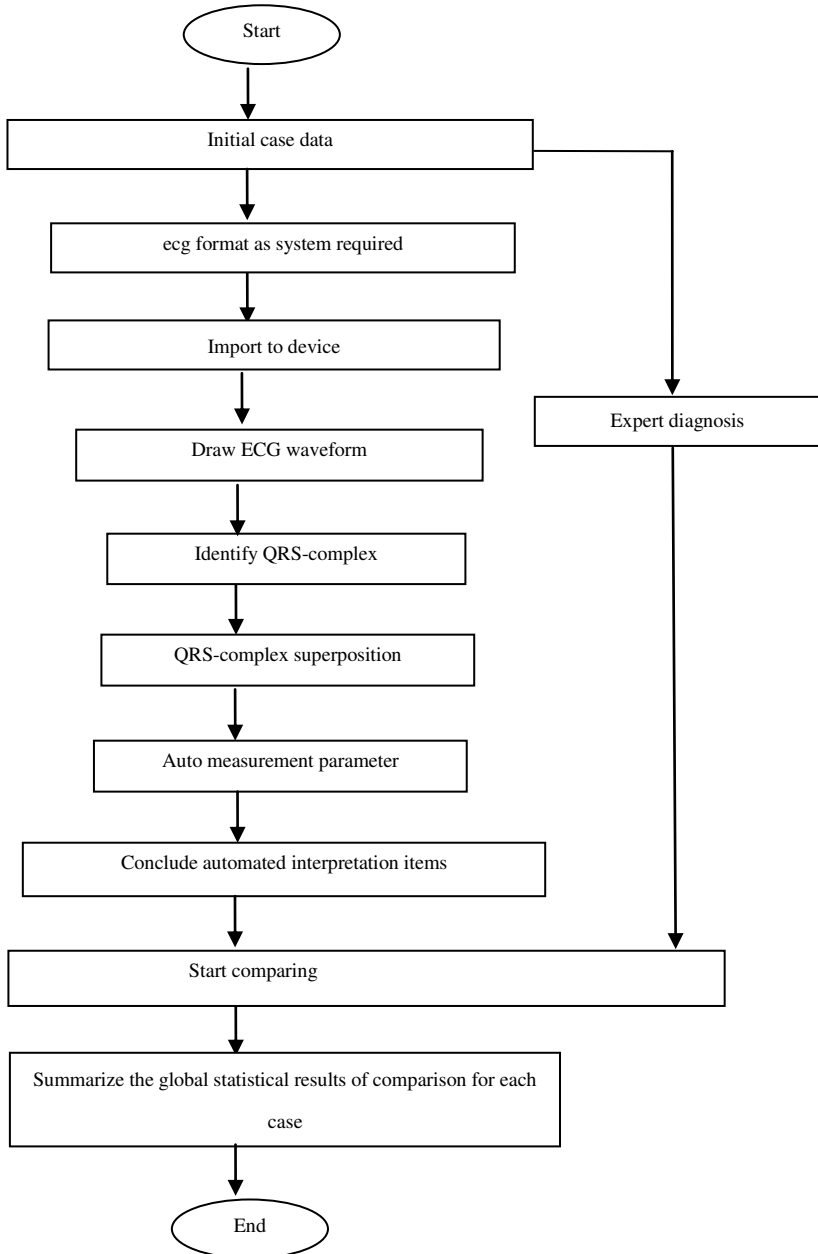 Start
Initial case data
ecg format as system required
Import to device
Draw ECG waveform
Expert diagnosis
Identify QRS-complex
QRS-complex superposition
Auto measurement parameter
Conclude automated interpretation items
Start comparing
Summarize the global statistical results of comparison for each
case
End